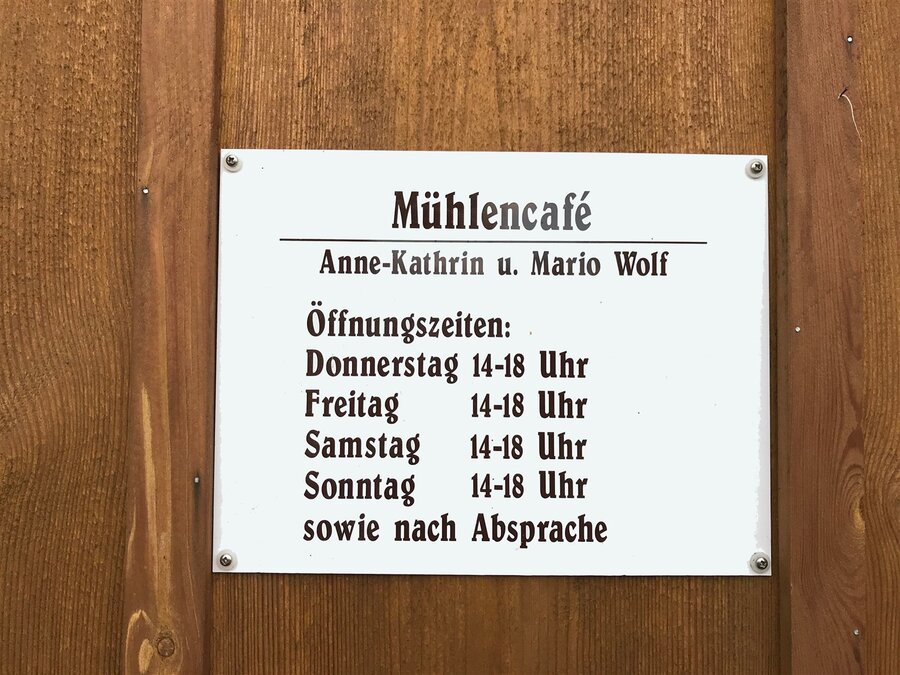 Mühlencafé
Anne-Kathrin u. Mario Wolf
Öffnungszeiten:
Donnerstag 14-18 Uhr
Freitag 14-18 Uhr
Samstag 14-18 Uhr
Sonntag 14-18 Uhr
sowie nach Absprache